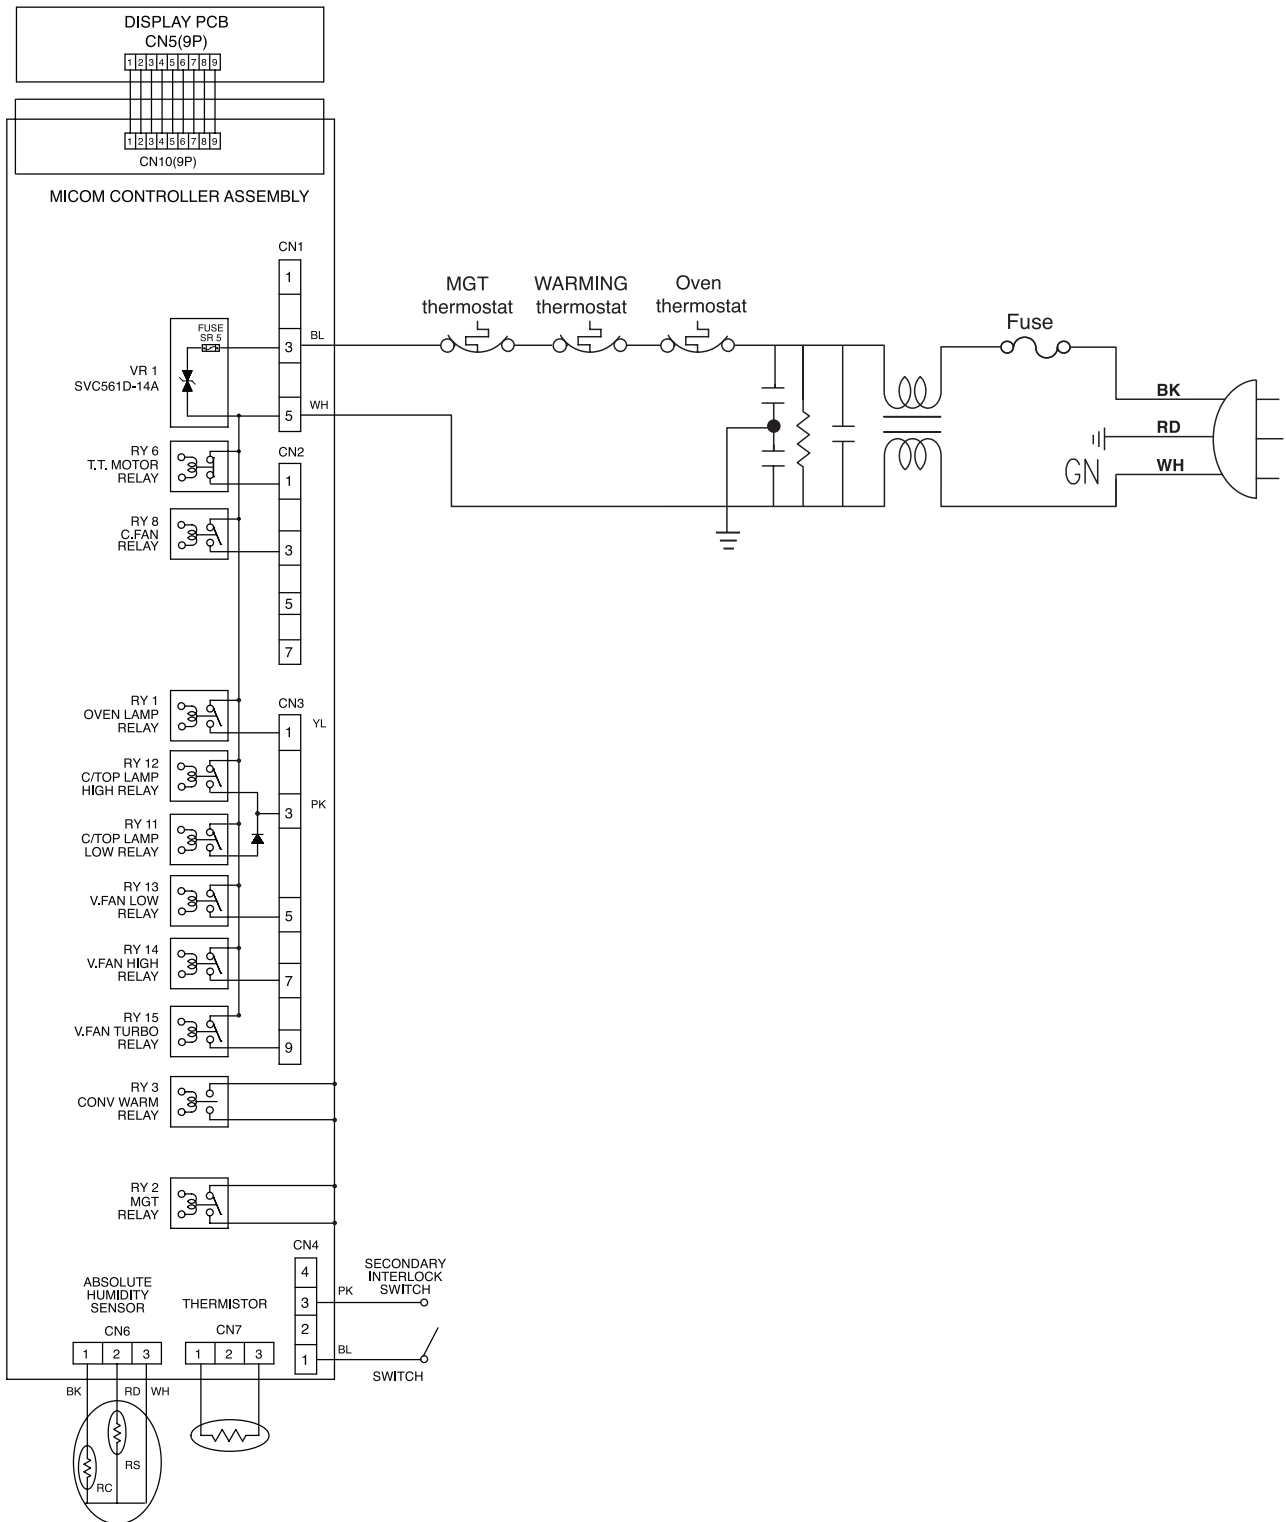 DISPLAY PCB
CN5(9P)
1 2 3 4 5 6 7 8 9
1 2 3 4 5 6 7 8 9
CN10(9P)
MICOM CONTROLLER ASSEMBLY
CN1
1
FUSE
SR 5
3
BL
VR 1
SVC561D-14A
5
WH
MGT
thermostat
WARMING
thermostat
Oven
thermostat
Fuse
BK
RD
GN
WH
RY 6
T.T. MOTOR
RELAY
CN2
1
RY 8
C.FAN
RELAY
3
5
7
RY 1
OVEN LAMP
RELAY
CN3
1
YL
RY 12
C/TOP LAMP
HIGH RELAY
3
PK
RY 11
C/TOP LAMP
LOW RELAY
RY 13
V.FAN LOW
RELAY
5
RY 14
V.FAN HIGH
RELAY
7
RY 15
V.FAN TURBO
RELAY
9
RY 3
CONV WARM
RELAY
RY 2
MGT
RELAY
CN4
4
3
2
1
PK
BL
SECONDARY
INTERLOCK
SWITCH
SWITCH
ABSOLUTE
HUMIDITY
SENSOR
CN6
1 2 3
THERMISTOR
CN7
1 2 3
BK RD WH
RS
RC